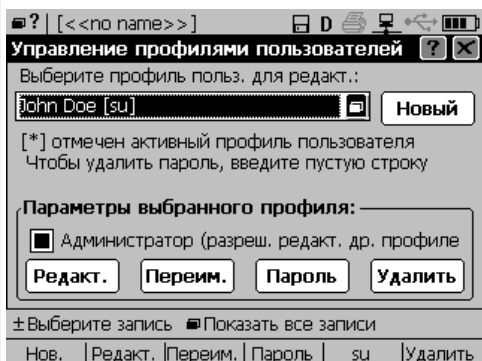 ? | [<<no name>>] D
Управление профилями пользователей ? X
Выберите профиль польз. для редакт.:
John Doe [su] Новый
[*] отмечен активный профиль пользователя
Чтобы удалить пароль, введите пустую строку
Параметры выбранного профиля:
Администратор (разреш. редакт. др. профиле
Редакт. Переим. Пароль Удалить
±Выберите запись Показать все записи
Нов. | Редакт. | Переим. | Пароль | su | Удалить